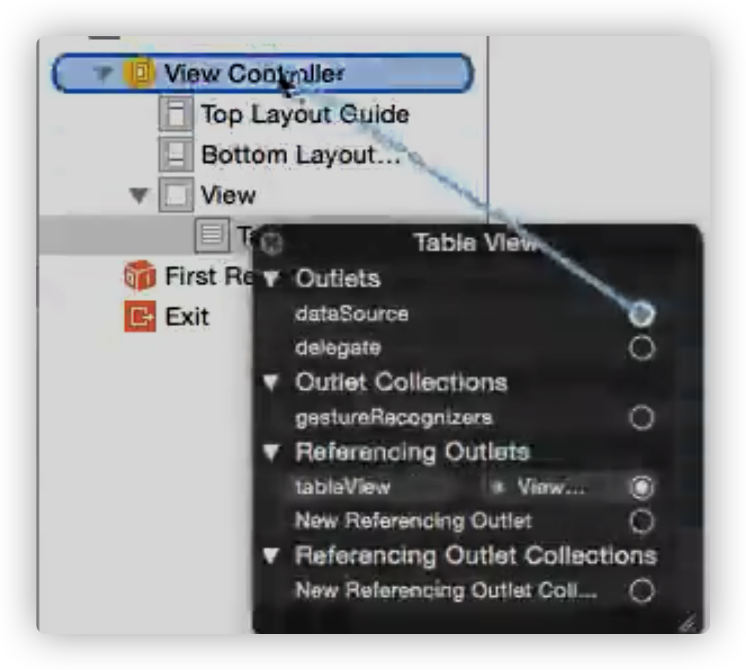 View Controller
Top Layout Guide
Bottom Layout...
View
Table View
First Re
Outlets
dataSource
Exit
delegate
Outlet Collections
gestureRecognizers
Referencing Outlets
tableView View...
New Referencing Outlet
Referencing Outlet Collections
New Referencing Outlet Coll...